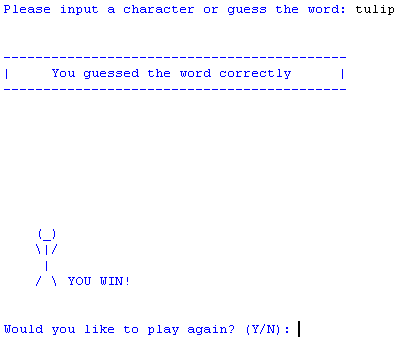 Please input a character or guess the word: tulip
-------------------------------------------
|     You guessed the word correctly      |
-------------------------------------------
(_)
\|/
|
/ \ YOU WIN!
Would you like to play again? (Y/N):